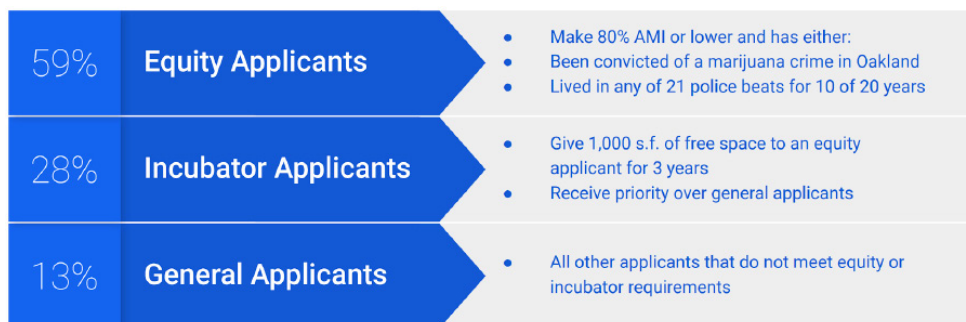 59%
Equity Applicants
• Make 80% AMI or lower and has either:
• Been convicted of a marijuana crime in Oakland
• Lived in any of 21 police beats for 10 of 20 years
28%
Incubator Applicants
• Give 1,000 s.f. of free space to an equity
applicant for 3 years
• Receive priority over general applicants
13%
General Applicants
• All other applicants that do not meet equity or
incubator requirements